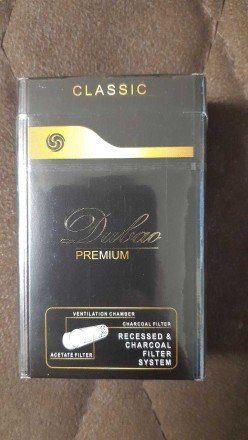 CLASSIC
Dubao
PREMIUM
VENTILATION CHAMBER
CHARCOAL FILTER
ACETATE FILTER
RECESSED &
CHARCOAL
FILTER
SYSTEM